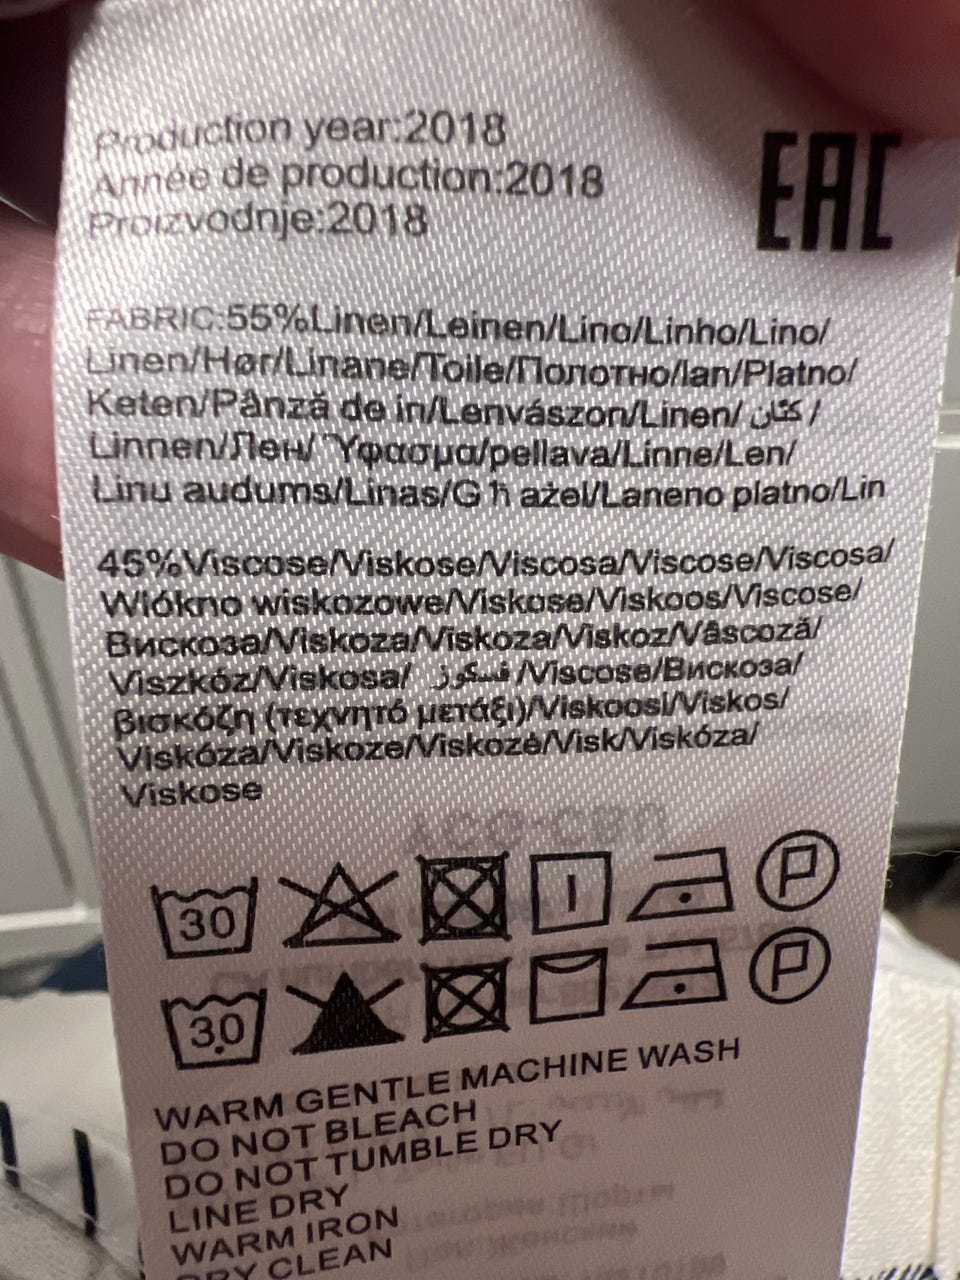 Production year:2018
Année de production:2018
Proizvodnje:2018
EAC
FABRIC:55%Linen/Leinen/Lino/Linho/Lino/
Linen/Hør/Linane/Toile/Полотно/lan/Platno/
Keten/Pânză de in/Lenvászon/Linen/ كتان /
Linnen/Лен/Ύφασμα/pellava/Linne/Len/
Linu audums/Linas/G ħ ażel/Laneno platno/Lin
45%Viscose/Viskose/Viscosa/Viscose/Viscosa/
Wlókno wiskozowe/Viskose/Viskoos/Viscose/
Вискоза/Viskoza/Viskoza/Viskoz/Vâscoză/
Viszkóz/Viskosa/ فسكوز /Viscose/Вискоза/
βισκόζη (τεχνητό μετάξι)/Viskoosi/Viskos/
Viskóza/Viskoze/Viskozė/Visk/Viskóza/
Viskose
30 P
30 P
WARM GENTLE MACHINE WASH
DO NOT BLEACH
DO NOT TUMBLE DRY
LINE DRY
WARM IRON
DRY CLEAN